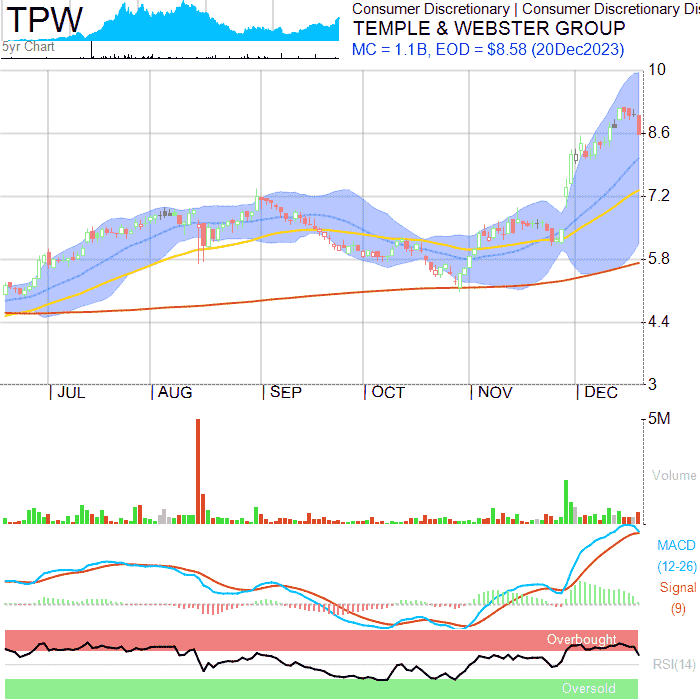 TPW
5yr Chart
Consumer Discretionary | Consumer Discretionary Dis
TEMPLE & WEBSTER GROUP
MC = 1.1B, EOD = $8.58 (20Dec2023)
10
8.6
7.2
5.8
4.4
3
| JUL | AUG | SEP | OCT | NOV | DEC
5M
Volume
MACD
(12-26)
Signal
(9)
Overbought
RSI(14)
Oversold